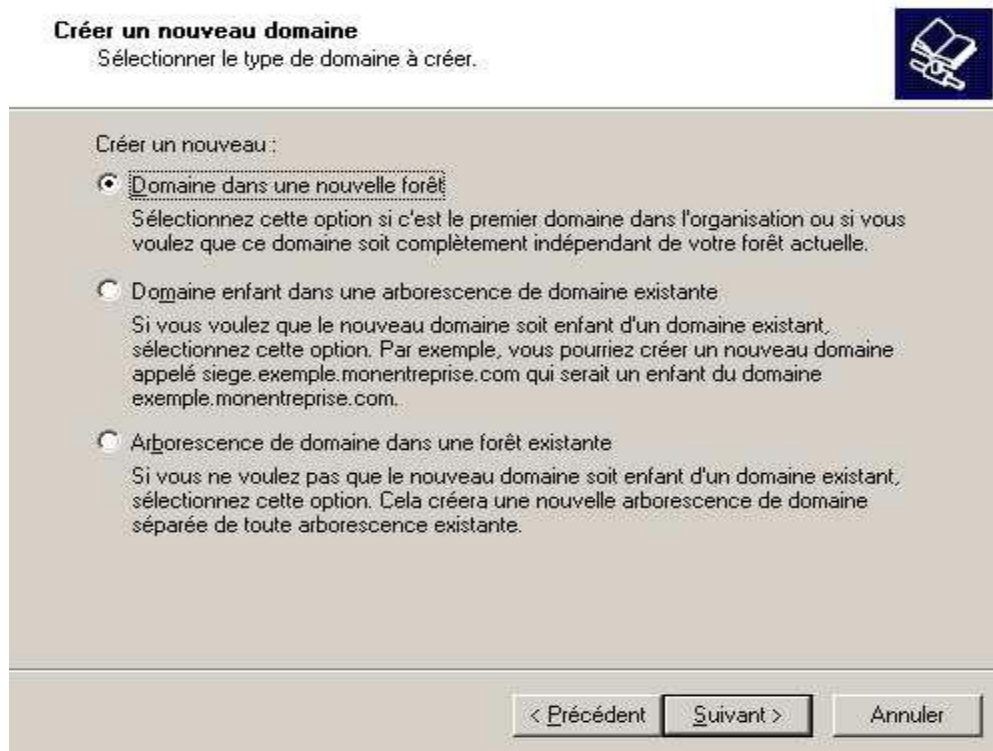 Créer un nouveau domaine
Sélectionner le type de domaine à créer.
Créer un nouveau :
Domaine dans une nouvelle forêt
Sélectionnez cette option si c'est le premier domaine dans l'organisation ou si vous
voulez que ce domaine soit complètement indépendant de votre forêt actuelle.
Domaine enfant dans une arborescence de domaine existante
Si vous voulez que le nouveau domaine soit enfant d'un domaine existant,
sélectionnez cette option. Par exemple, vous pourriez créer un nouveau domaine
appelé siege.exemple.monentreprise.com qui serait un enfant du domaine
exemple.monentreprise.com.
Arborescence de domaine dans une forêt existante
Si vous ne voulez pas que le nouveau domaine soit enfant d'un domaine existant,
sélectionnez cette option. Cela créera une nouvelle arborescence de domaine
séparée de toute arborescence existante.
< Précédent Suivant > Annuler